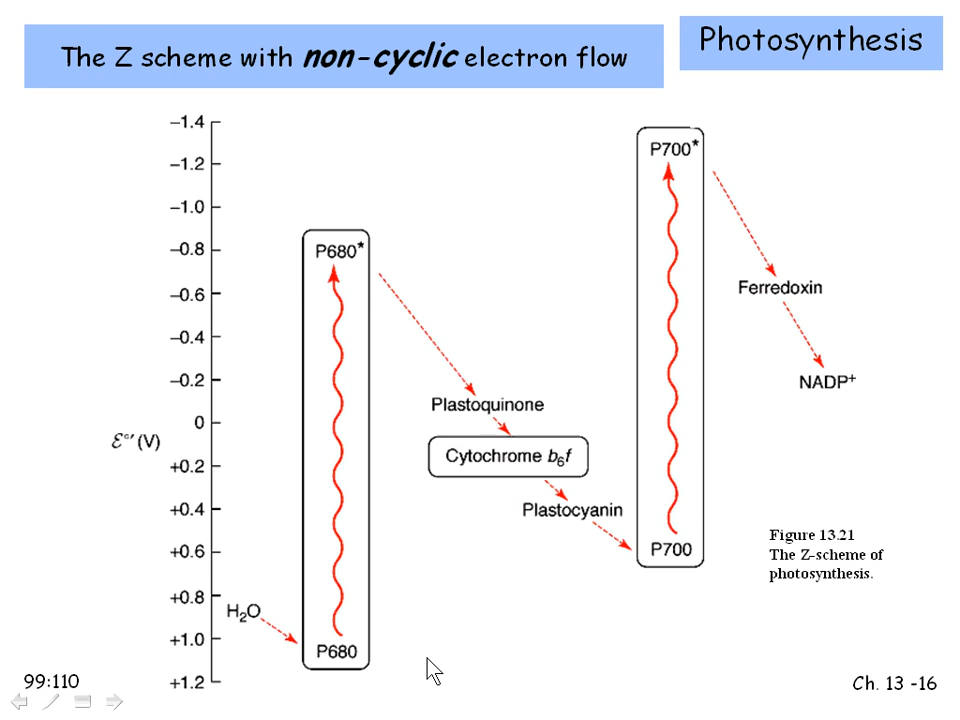 The Z scheme with non-cyclic electron flow
Photosynthesis
–1.4
–1.2
–1.0
–0.8
–0.6
–0.4
–0.2
0
+0.2
+0.4
+0.6
+0.8
+1.0
+1.2
ℰ°′ (V)
P680*
P680
H₂O
Plastoquinone
Cytochrome b₆f
Plastocyanin
P700*
P700
Ferredoxin
NADP⁺
Figure 13.21
The Z-scheme of
photosynthesis.
99:110
Ch. 13 -16